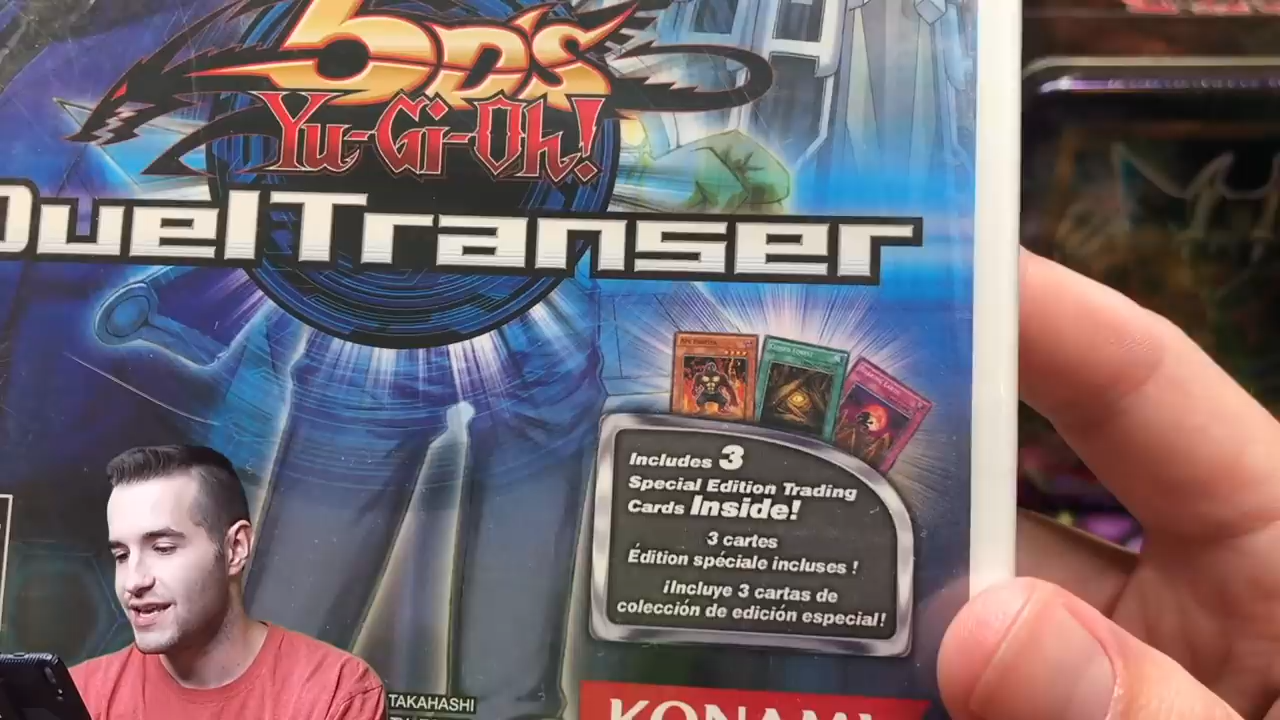 5D's
Yu-Gi-Oh!
DuelTranser
Includes 3
Special Edition Trading
Cards Inside!
3 cartes
Édition spéciale incluses !
¡Incluye 3 cartas de
colección de edición especial!
TAKAHASHI
KONAMI